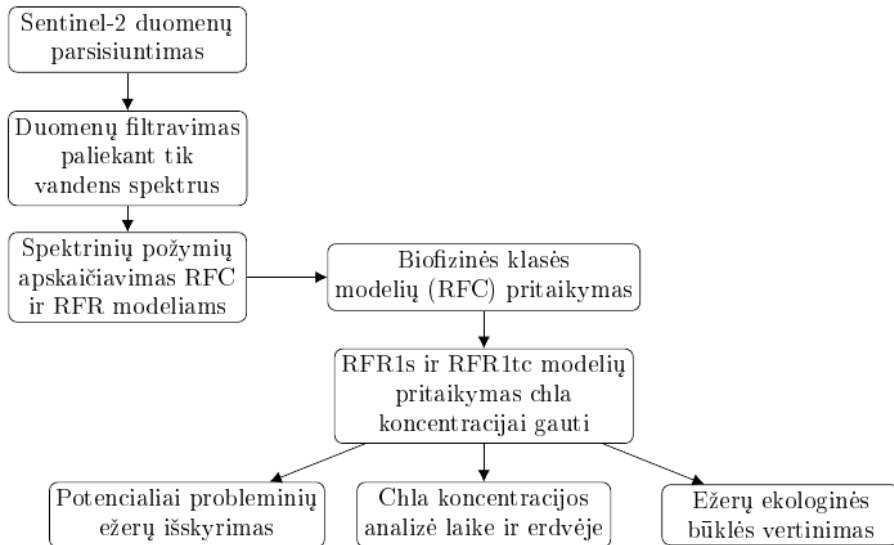 Sentinel-2 duomenų
parsisiuntimas
Duomenų filtravimas
paliekant tik
vandens spektrus
Spektrinių požymių
apskaičiavimas RFC
ir RFR modeliams
Biofizinės klasės
modelių (RFC) pritaikymas
RFR1s ir RFR1tc modelių
pritaikymas chla
koncentracijai gauti
Potencialiai probleminių
ežerų išskyrimas
Chla koncentracijos
analizė laike ir erdvėje
Ežerų ekologinės
būklės vertinimas